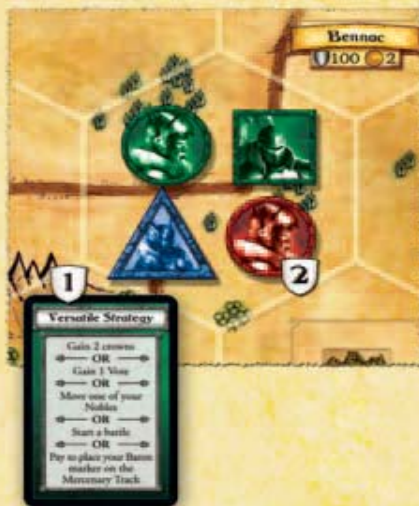 Bennac
100 2
2
1
Versatile Strategy
Gain 2 crowns
OR
Gain 1 Vote
OR
Move one of your
Nobles
OR
Start a battle
OR
Pay to place your Baron
marker on the
Mercenary Track